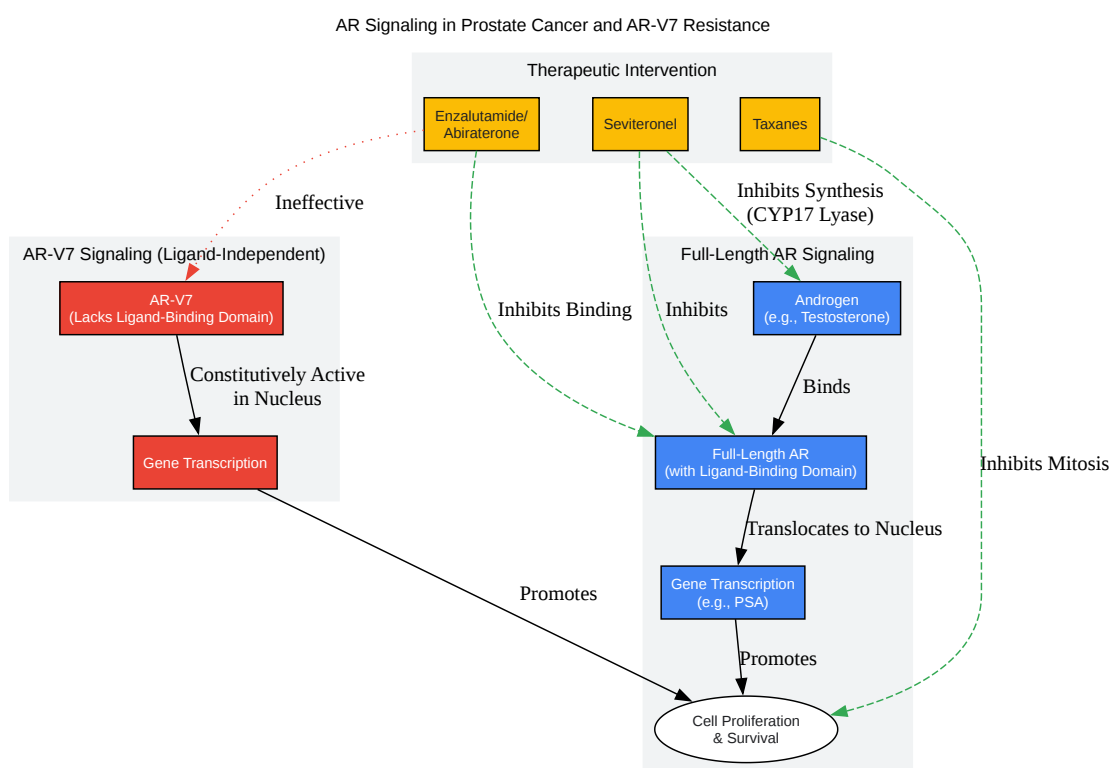 AR Signaling in Prostate Cancer and AR-V7 Resistance
Therapeutic Intervention
Enzalutamide/
Abiraterone
Seviteronel
Taxanes
Ineffective
Inhibits Synthesis
(CYP17 Lyase)
AR-V7 Signaling (Ligand-Independent)
Full-Length AR Signaling
AR-V7
(Lacks Ligand-Binding Domain)
Inhibits Binding
Inhibits
Androgen
(e.g., Testosterone)
Constitutively Active
in Nucleus
Binds
Gene Transcription
Full-Length AR
(with Ligand-Binding Domain)
Inhibits Mitosis
Translocates to Nucleus
Promotes
Gene Transcription
(e.g., PSA)
Promotes
Cell Proliferation
& Survival